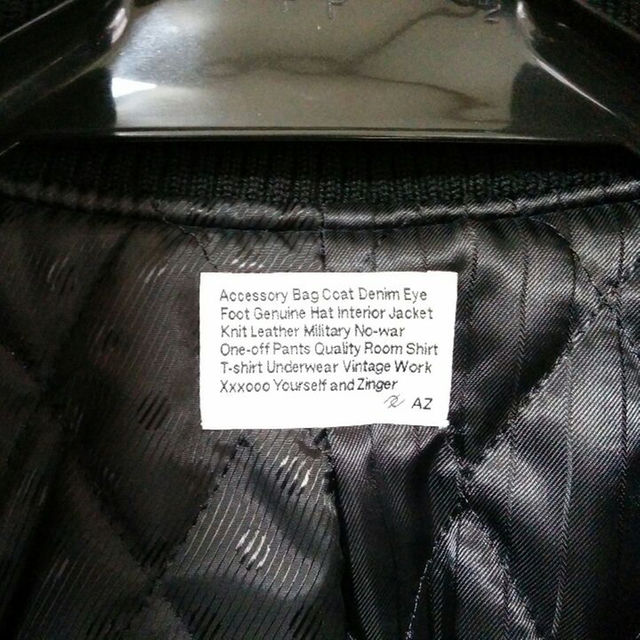 Accessory Bag Coat Denim Eye
Foot Genuine Hat Interior Jacket
Knit Leather Military No-war
One-off Pants Quality Room Shirt
T-shirt Underwear Vintage Work
Xxxooo Yourself and Zinger
AZ